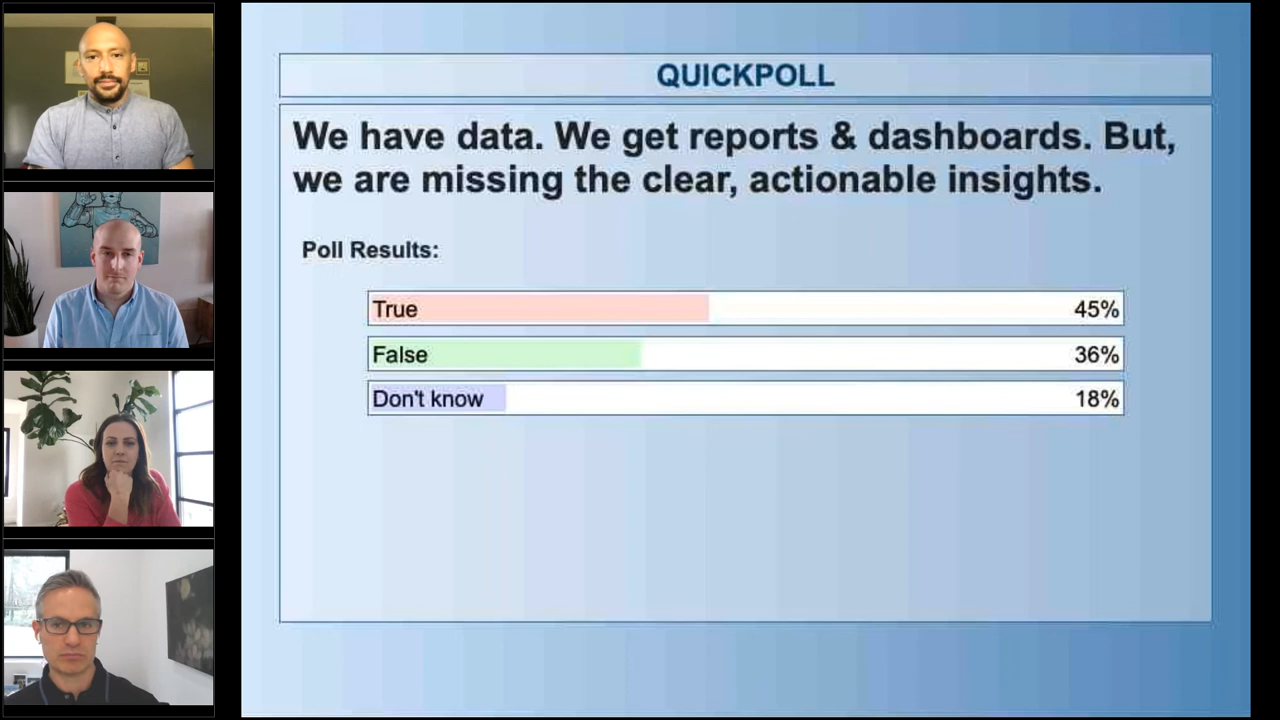 QUICKPOLL
We have data. We get reports & dashboards. But,
we are missing the clear, actionable insights.
Poll Results:
True 45%
False 36%
Don't know 18%